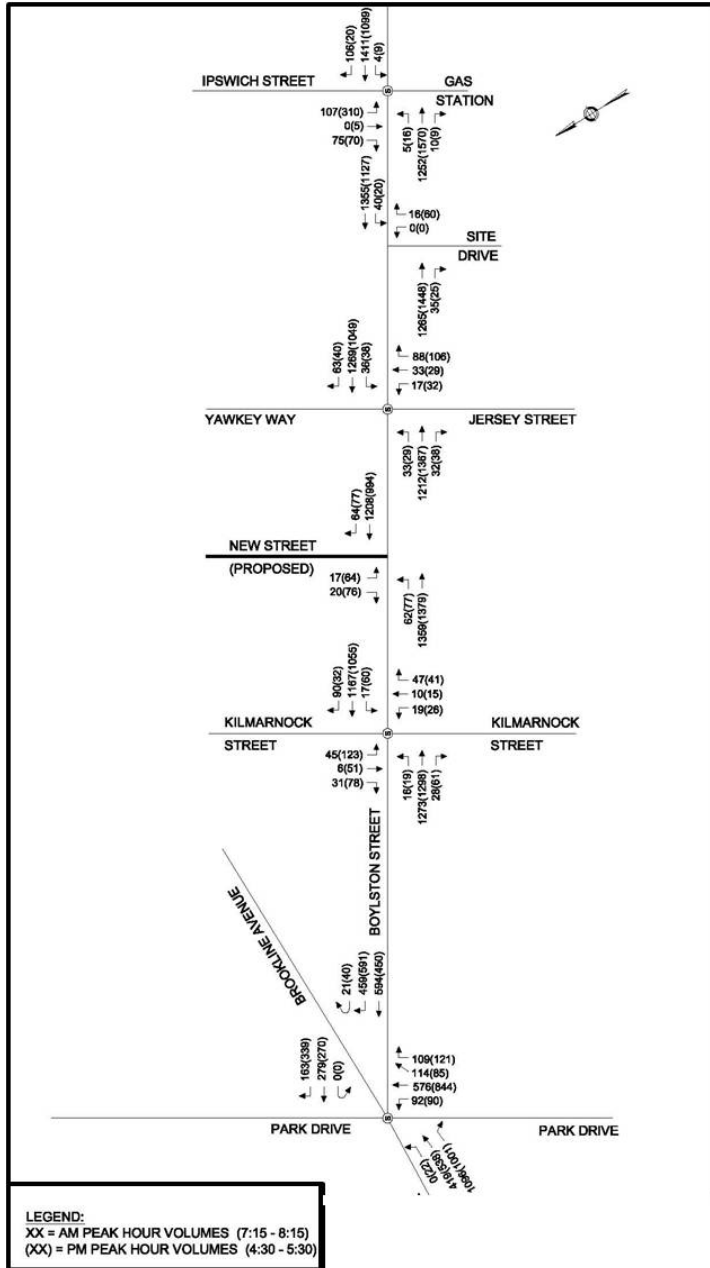 106(20)
1411(1099)
4(9)
IPSWICH STREET
GAS
STATION
107(310)
0(5)
75(70)
5(16)
1252(1570)
10(9)
1355(1127)
40(20)
16(60)
0(0)
SITE
DRIVE
1265(1448)
35(25)
63(40)
1269(1049)
36(38)
88(106)
33(29)
17(32)
YAWKEY WAY
JERSEY STREET
33(29)
1212(1367)
32(38)
64(77)
1208(994)
NEW STREET
(PROPOSED)
17(64)
20(76)
62(77)
1359(1379)
90(32)
1167(1055)
17(60)
47(41)
10(15)
19(26)
KILMARNOCK
STREET
KILMARNOCK
STREET
45(123)
6(51)
31(78)
16(19)
1273(1298)
28(61)
BOYLSTON STREET
BROOKLINE AVENUE
21(40)
459(591)
594(450)
163(339)
279(270)
0(0)
109(121)
114(85)
576(844)
92(90)
PARK DRIVE
PARK DRIVE
0(22)
419(538)
1096(1001)
LEGEND:
XX = AM PEAK HOUR VOLUMES (7:15 - 8:15)
(XX) = PM PEAK HOUR VOLUMES (4:30 - 5:30)